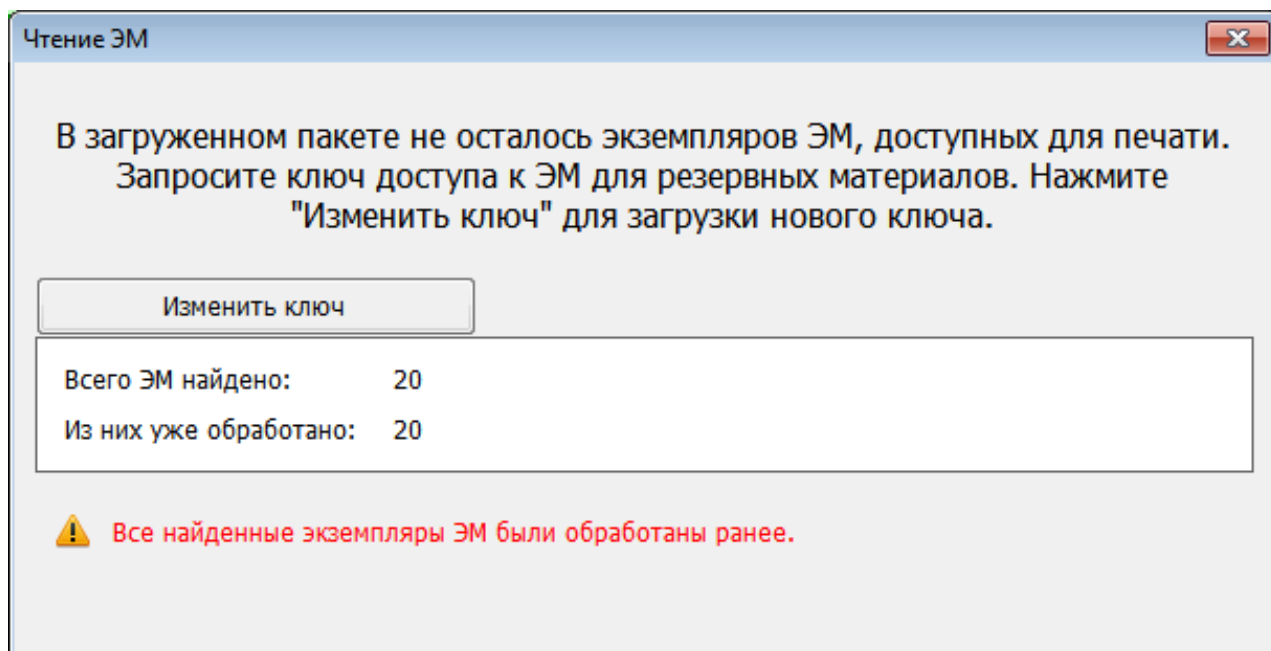 Чтение ЭМ
В загруженном пакете не осталось экземпляров ЭМ, доступных для печати.
Запросите ключ доступа к ЭМ для резервных материалов. Нажмите
"Изменить ключ" для загрузки нового ключа.
Изменить ключ
Всего ЭМ найдено: 20
Из них уже обработано: 20
Все найденные экземпляры ЭМ были обработаны ранее.